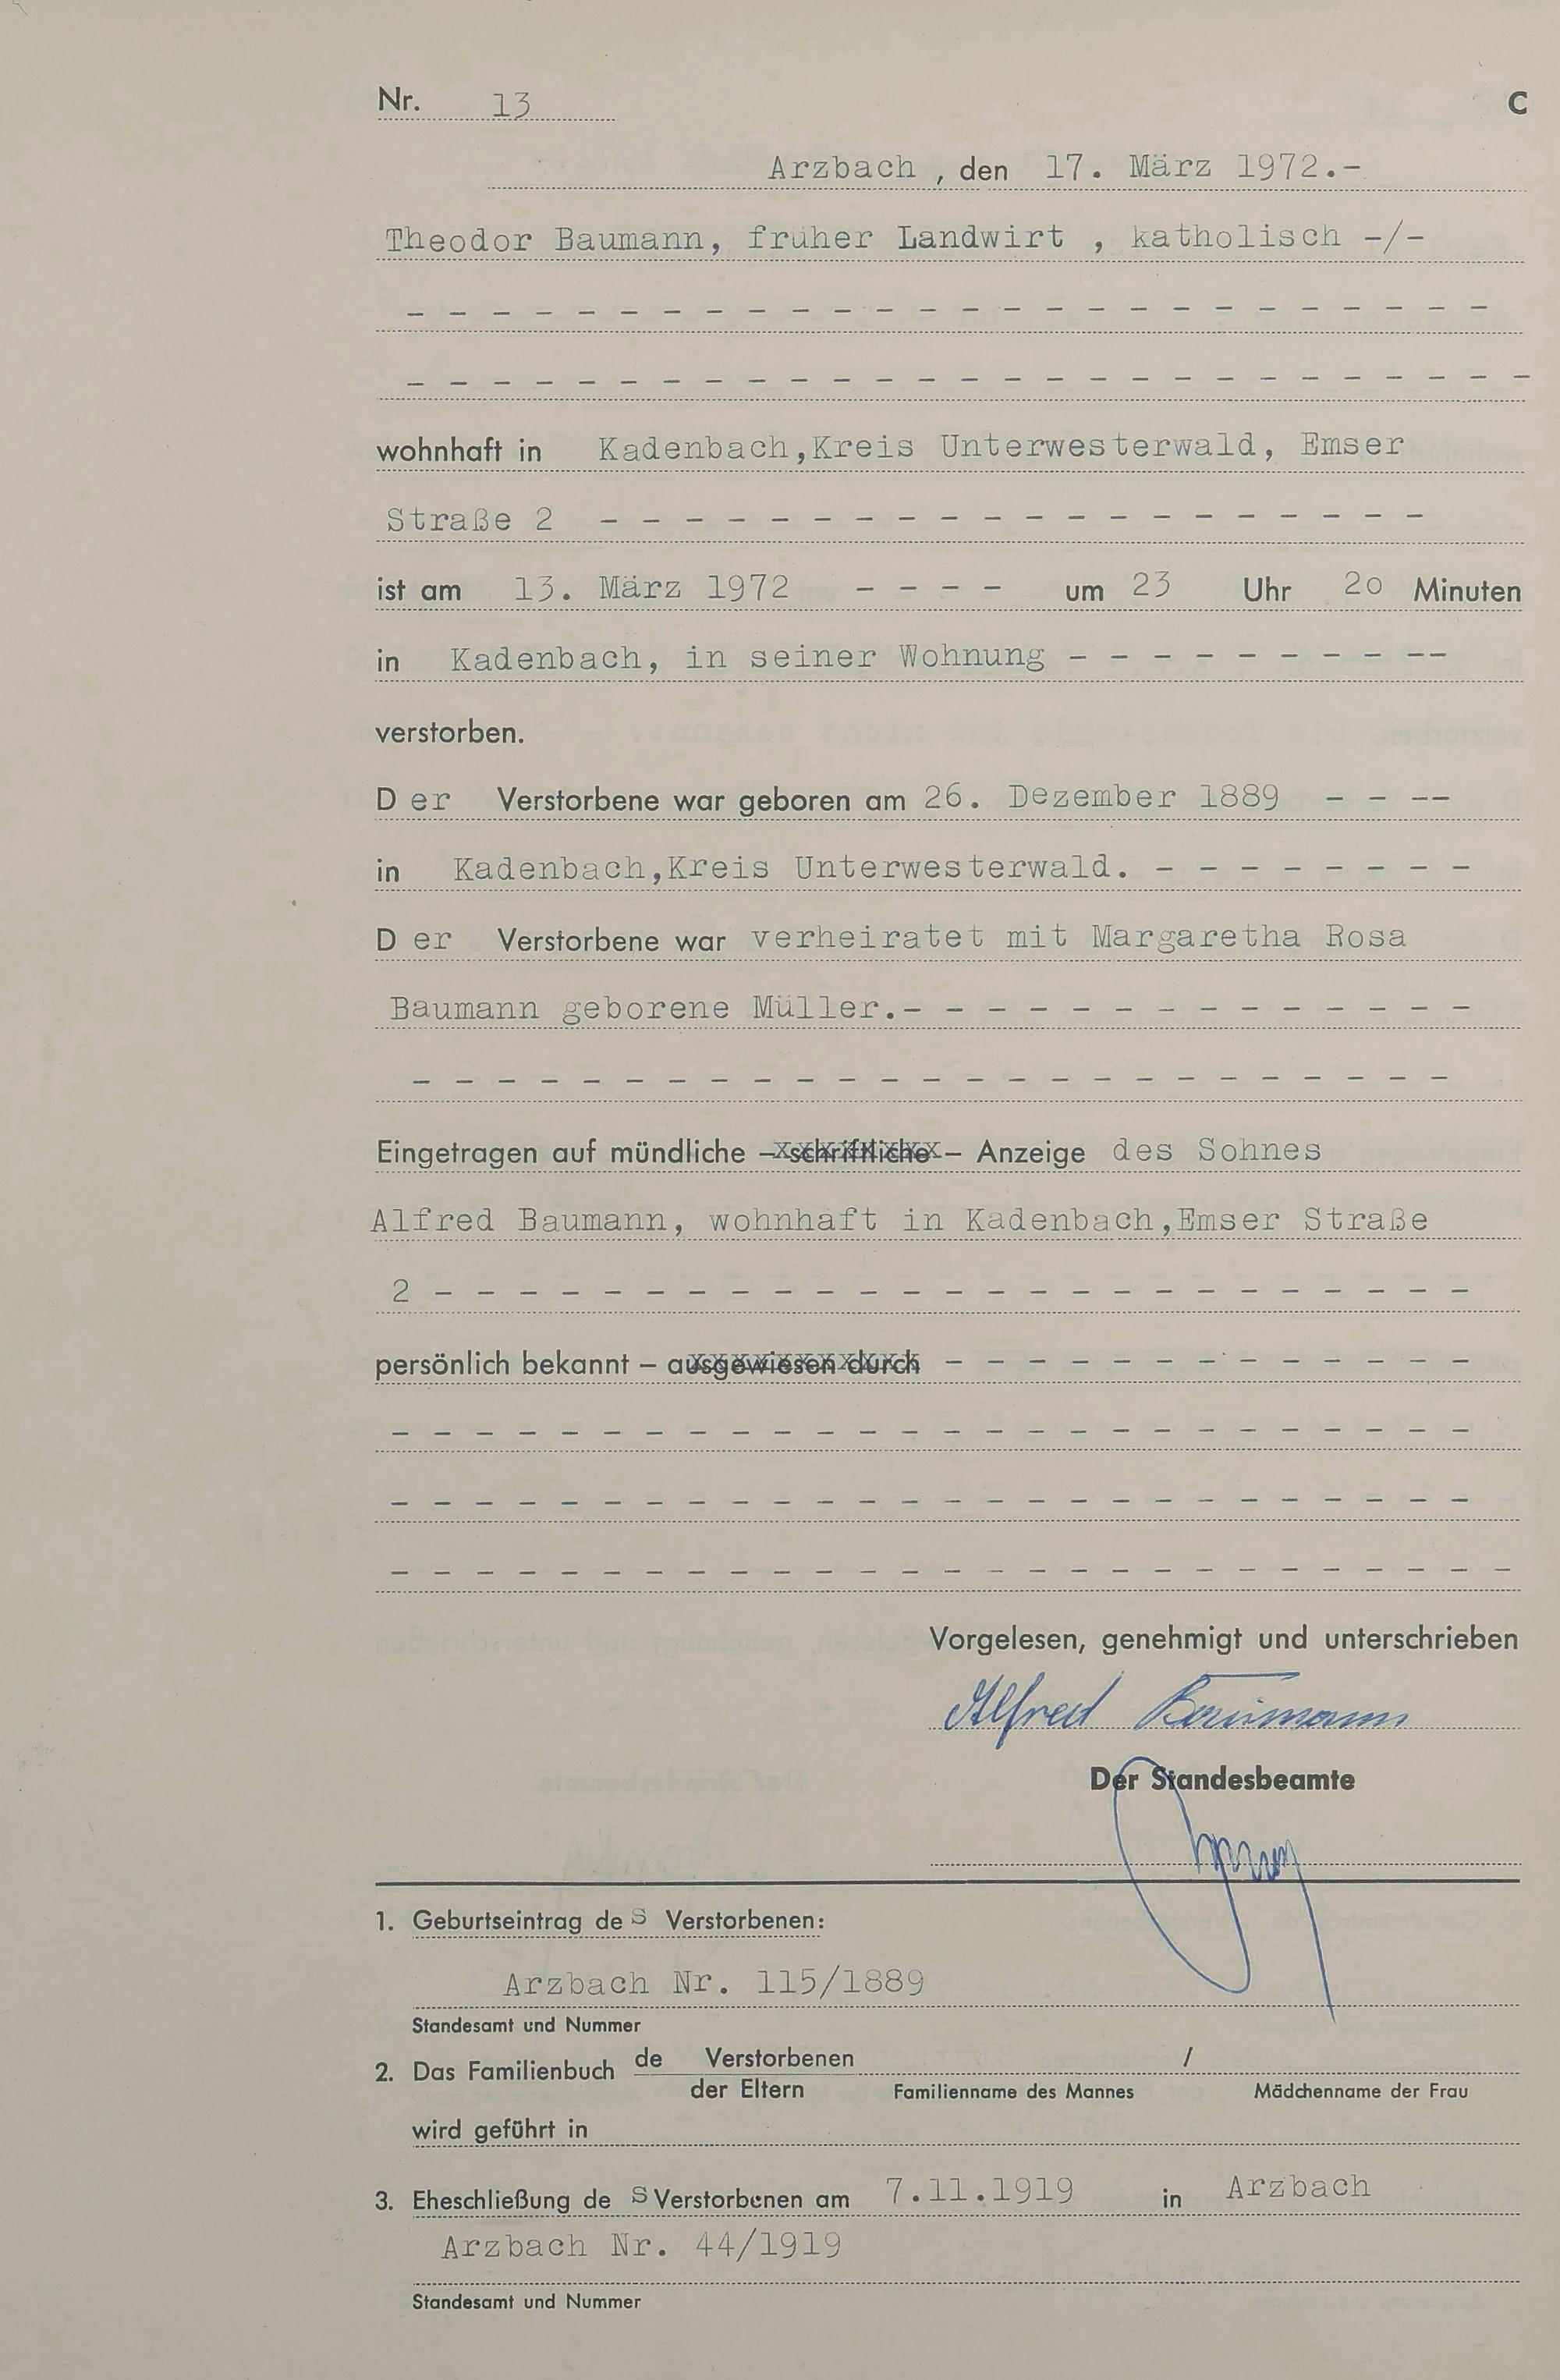 Nr. 13 C
Arzbach , den 17. März 1972.-
Theodor Baumann, früher Landwirt , katholisch -/-
- - - - - - - - - - - - - - - - - - - - - - - - - -
- - - - - - - - - - - - - - - - - - - - - - - - - - -
wohnhaft in Kadenbach,Kreis Unterwesterwald, Emser
Straße 2 - - - - - - - - - - - - - - - - - - - -
ist am 13. März 1972 - - - - um 23 Uhr 2o Minuten
in Kadenbach, in seiner Wohnung - - - - - - - - --
verstorben.
D er Verstorbene war geboren am 26. Dezember 1889 - - --
in Kadenbach,Kreis Unterwesterwald. - - - - - - - -
D er Verstorbene war verheiratet mit Margaretha Rosa
Baumann geborene Müller.- - - - - - - - - - - - - -
- - - - - - - - - - - - - - - - - - - - - - - - -
Eingetragen auf mündliche – schriftliche – Anzeige des Sohnes
Alfred Baumann, wohnhaft in Kadenbach,Emser Straße
2 - - - - - - - - - - - - - - - - - - - - - - - - -
persönlich bekannt – ausgewiesen durch - - - - - - - - - - - - -
- - - - - - - - - - - - - - - - - - - - - - - - - -
- - - - - - - - - - - - - - - - - - - - - - - - - -
- - - - - - - - - - - - - - - - - - - - - - - - - - -
Vorgelesen, genehmigt und unterschrieben
Alfred Baumann
Der Standesbeamte
1. Geburtseintrag de s Verstorbenen:
Arzbach Nr. 115/1889
Standesamt und Nummer
2. Das Familienbuch de Verstorbenen /
der Eltern Familienname des Mannes Mädchenname der Frau
wird geführt in
3. Eheschließung de s Verstorbenen am 7.11.1919 in Arzbach
Arzbach Nr. 44/1919
Standesamt und Nummer